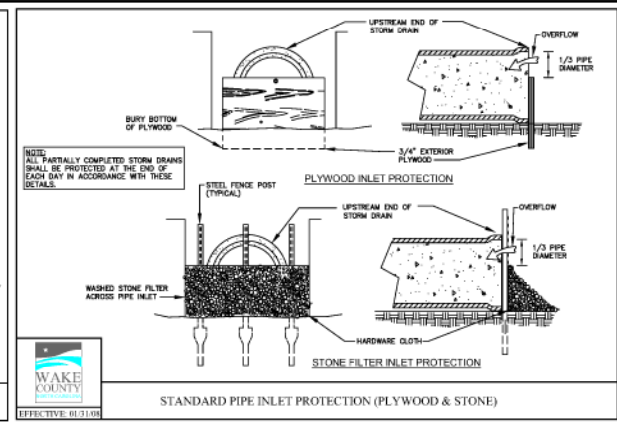 UPSTREAM END OF
STORM DRAIN
OVERFLOW
1/3 PIPE
DIAMETER
BURY BOTTOM
OF PLYWOOD
3/4" EXTERIOR
PLYWOOD
NOTE:
ALL PARTIALLY COMPLETED STORM DRAINS
SHALL BE PROTECTED AT THE END OF
EACH DAY IN ACCORDANCE WITH THESE
DETAILS.
PLYWOOD INLET PROTECTION
STEEL FENCE POST
(TYPICAL)
UPSTREAM END OF
STORM DRAIN
OVERFLOW
1/3 PIPE
DIAMETER
WASHED STONE FILTER
ACROSS PIPE INLET
HARDWARE CLOTH
STONE FILTER INLET PROTECTION
WAKE
COUNTY
NORTH CAROLINA
EFFECTIVE: 01/31/08
STANDARD PIPE INLET PROTECTION (PLYWOOD & STONE)